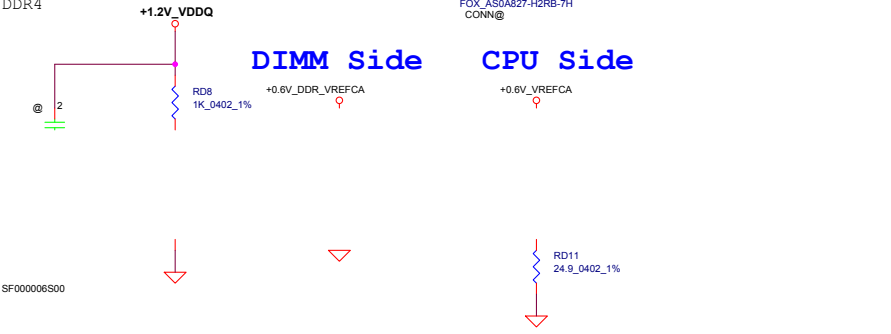 DDR4
+1.2V_VDDQ
FOX_AS0A827-H2RB-7H
CONN@
DIMM Side
CPU Side
+0.6V_DDR_VREFCA
+0.6V_VREFCA
RD8
1K_0402_1%
@
2
RD11
24.9_0402_1%
SF000006S00